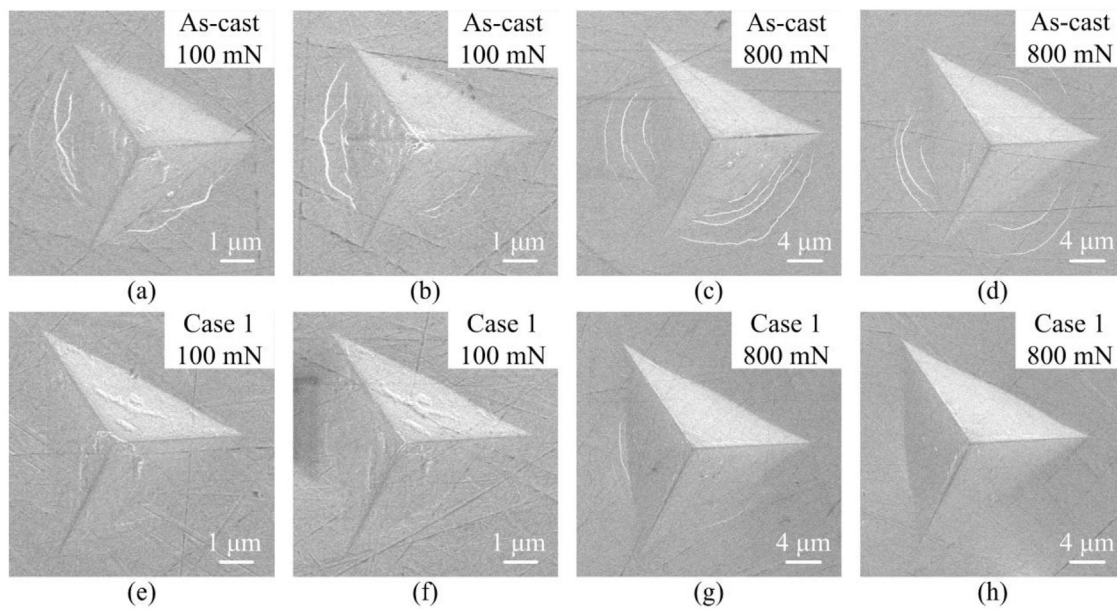 As-cast
100 mN
1 μm
(a)
As-cast
100 mN
1 μm
(b)
As-cast
800 mN
4 μm
(c)
As-cast
800 mN
4 μm
(d)
Case 1
100 mN
1 μm
(e)
Case 1
100 mN
1 μm
(f)
Case 1
800 mN
4 μm
(g)
Case 1
800 mN
4 μm
(h)